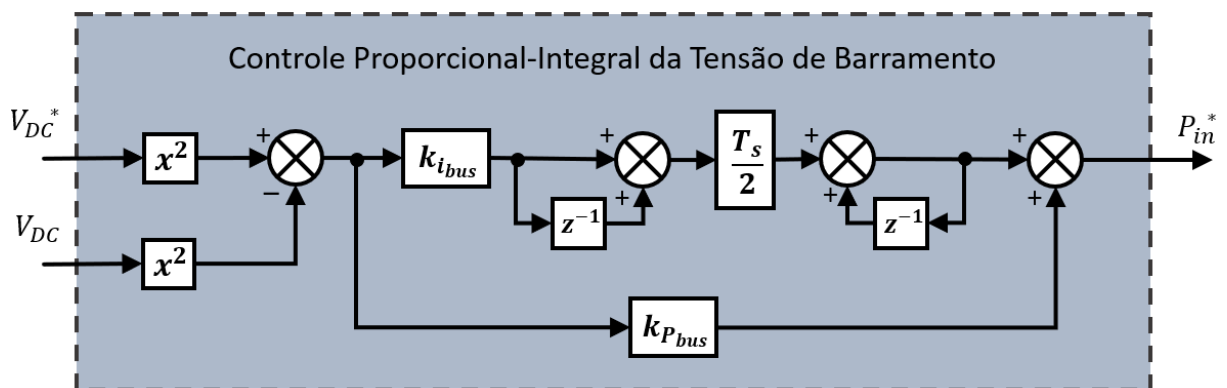 Controle Proporcional-Integral da Tensão de Barramento
V_DC*
x²
+
−
k_i_bus
+
+
z⁻¹
T_s
2
+
+
z⁻¹
+
+
P_in*
V_DC
x²
k_P_bus